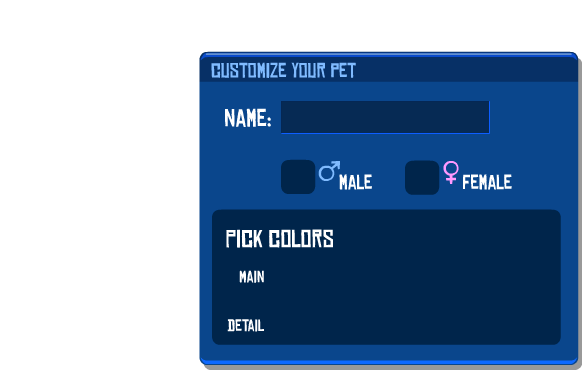 CUSTOMIZE YOUR PET
NAME:
♂ MALE ♀ FEMALE
PICK COLORS
MAIN
DETAIL